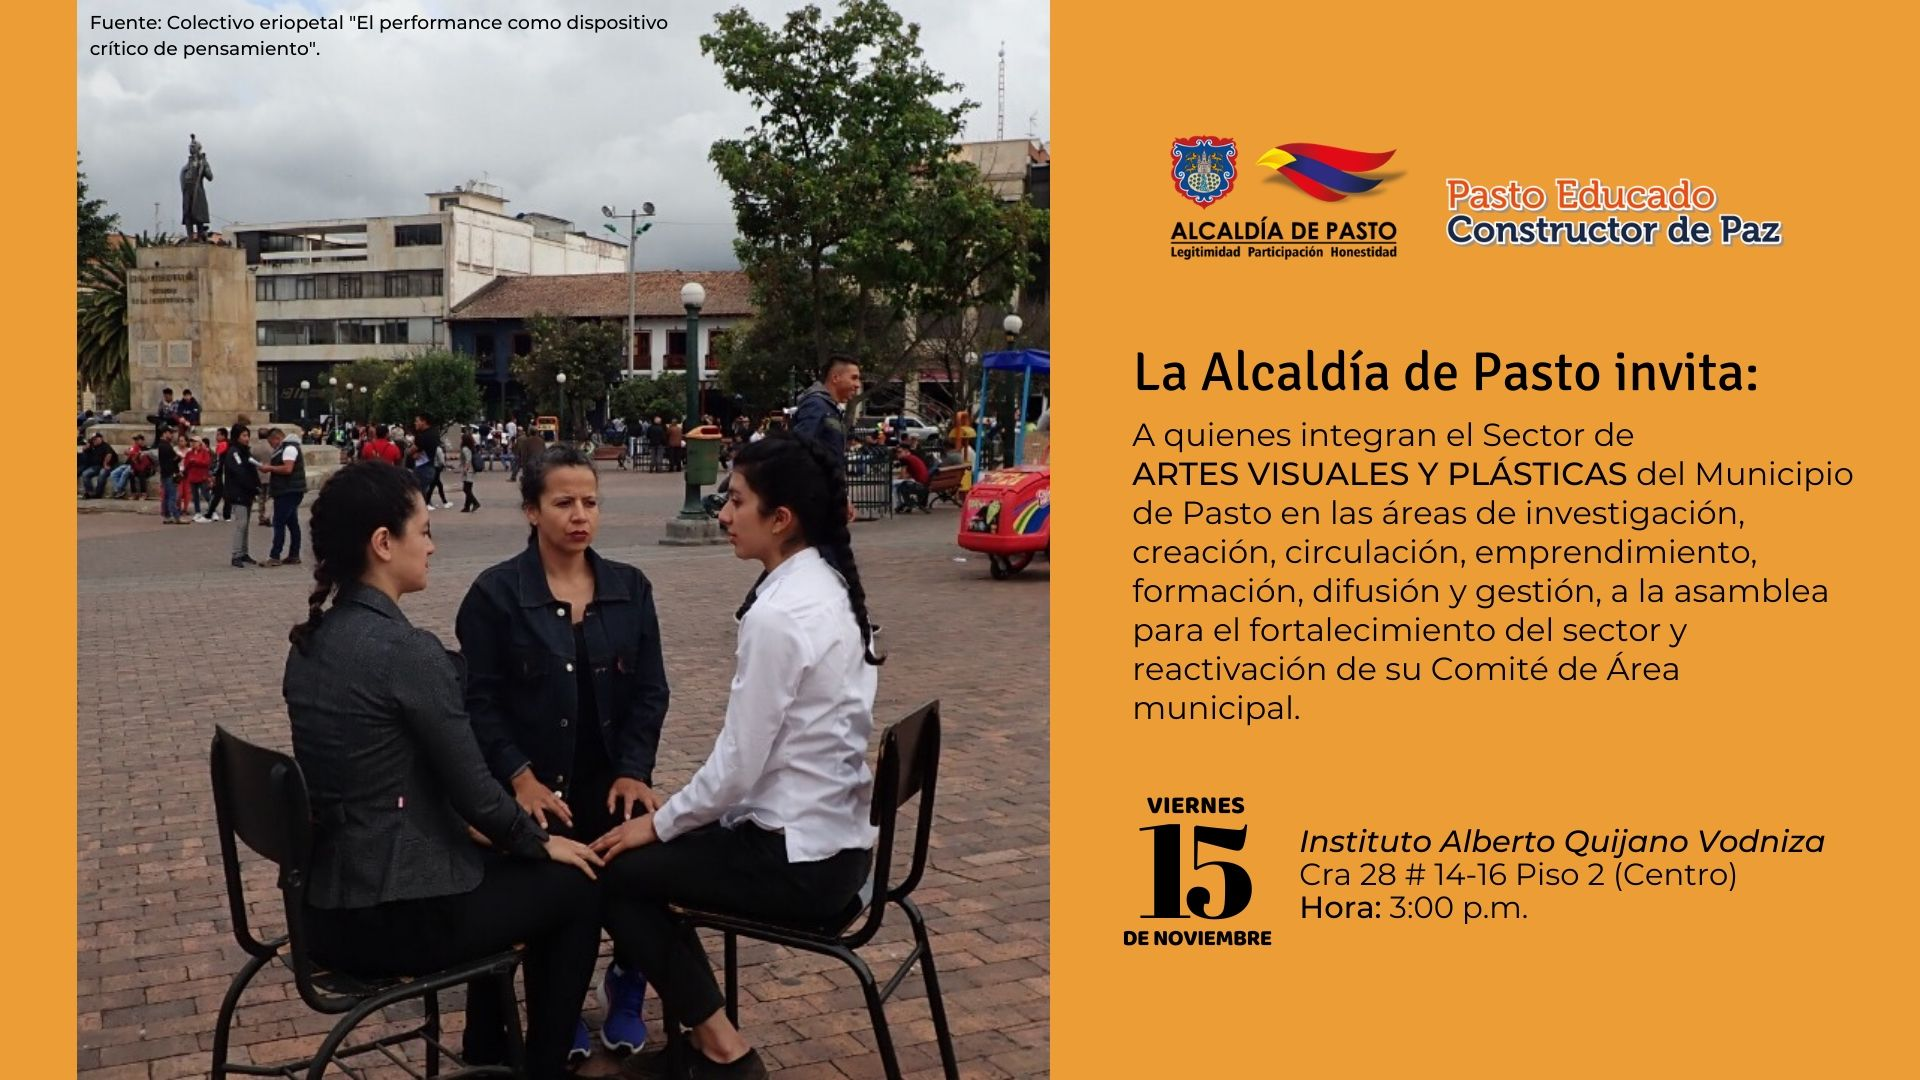 Fuente: Colectivo eriopetal "El performance como dispositivo
crítico de pensamiento".
ALCALDÍA DE PASTO
Legitimidad Participación Honestidad
Pasto Educado
Constructor de Paz
La Alcaldía de Pasto invita:
A quienes integran el Sector de
ARTES VISUALES Y PLÁSTICAS del Municipio
de Pasto en las áreas de investigación,
creación, circulación, emprendimiento,
formación, difusión y gestión, a la asamblea
para el fortalecimiento del sector y
reactivación de su Comité de Área
municipal.
VIERNES
15
DE NOVIEMBRE
Instituto Alberto Quijano Vodniza
Cra 28 # 14-16 Piso 2 (Centro)
Hora: 3:00 p.m.